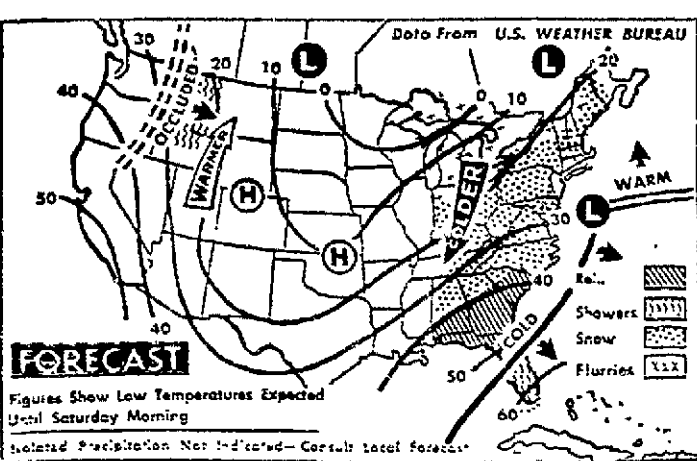 Data From U.S. WEATHER BUREAU
30
20
10
L
L
20
40
OCCLUDED
0
0
10
WARMER
COLDER
WARM
50
H
L
30
H
40
40
COLD
50
60
Rain
Showers
Snow
Flurries
FORECAST
Figures Show Low Temperatures Expected
Until Saturday Morning
Isolated Precipitation Not Indicated—Consult Local Forecast